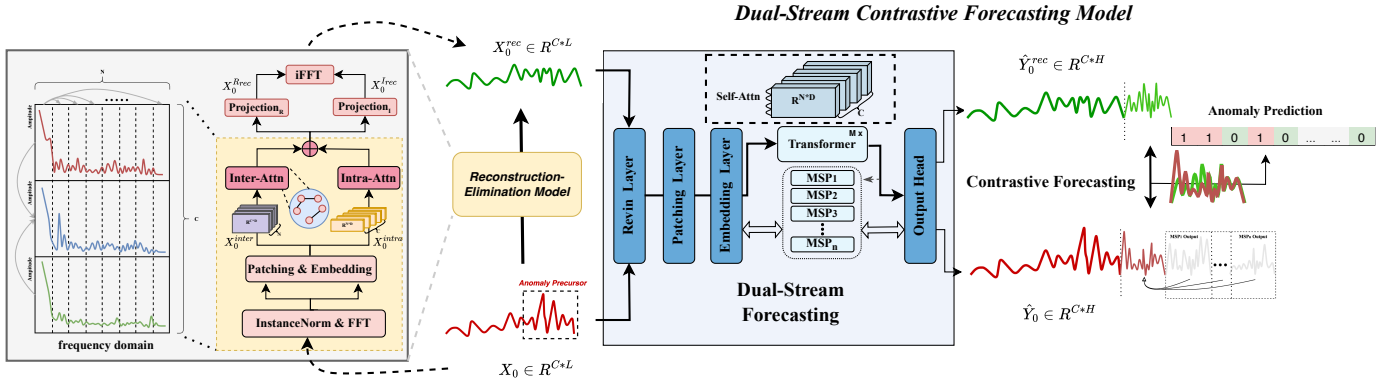 Dual-Stream Contrastive Forecasting Model
N
Amplitude
Amplitude
Amplitude
C
frequency domain
iFFT
X_0^{R_{rec}}
X_0^{I_{rec}}
Projection_R
Projection_I
Inter-Attn
Intra-Attn
X_0^{inter}
X_0^{intra}
Patching & Embedding
InstanceNorm & FFT
X_0^{rec} ∈ R^{C*L}
Reconstruction-
Elimination Model
Anomaly Precursor
X_0 ∈ R^{C*L}
Self-Attn
R^{N*D}
C
Revin Layer
Patching Layer
Embedding Layer
Transformer
M x
MSP1
MSP2
MSP3
MSP_n
Output Head
Dual-Stream
Forecasting
Ŷ_0^{rec} ∈ R^{C*H}
Anomaly Prediction
1 1 0 1 0 ... ... 0
Contrastive Forecasting
MSP1 Output
MSPn Output
Ŷ_0 ∈ R^{C*H}